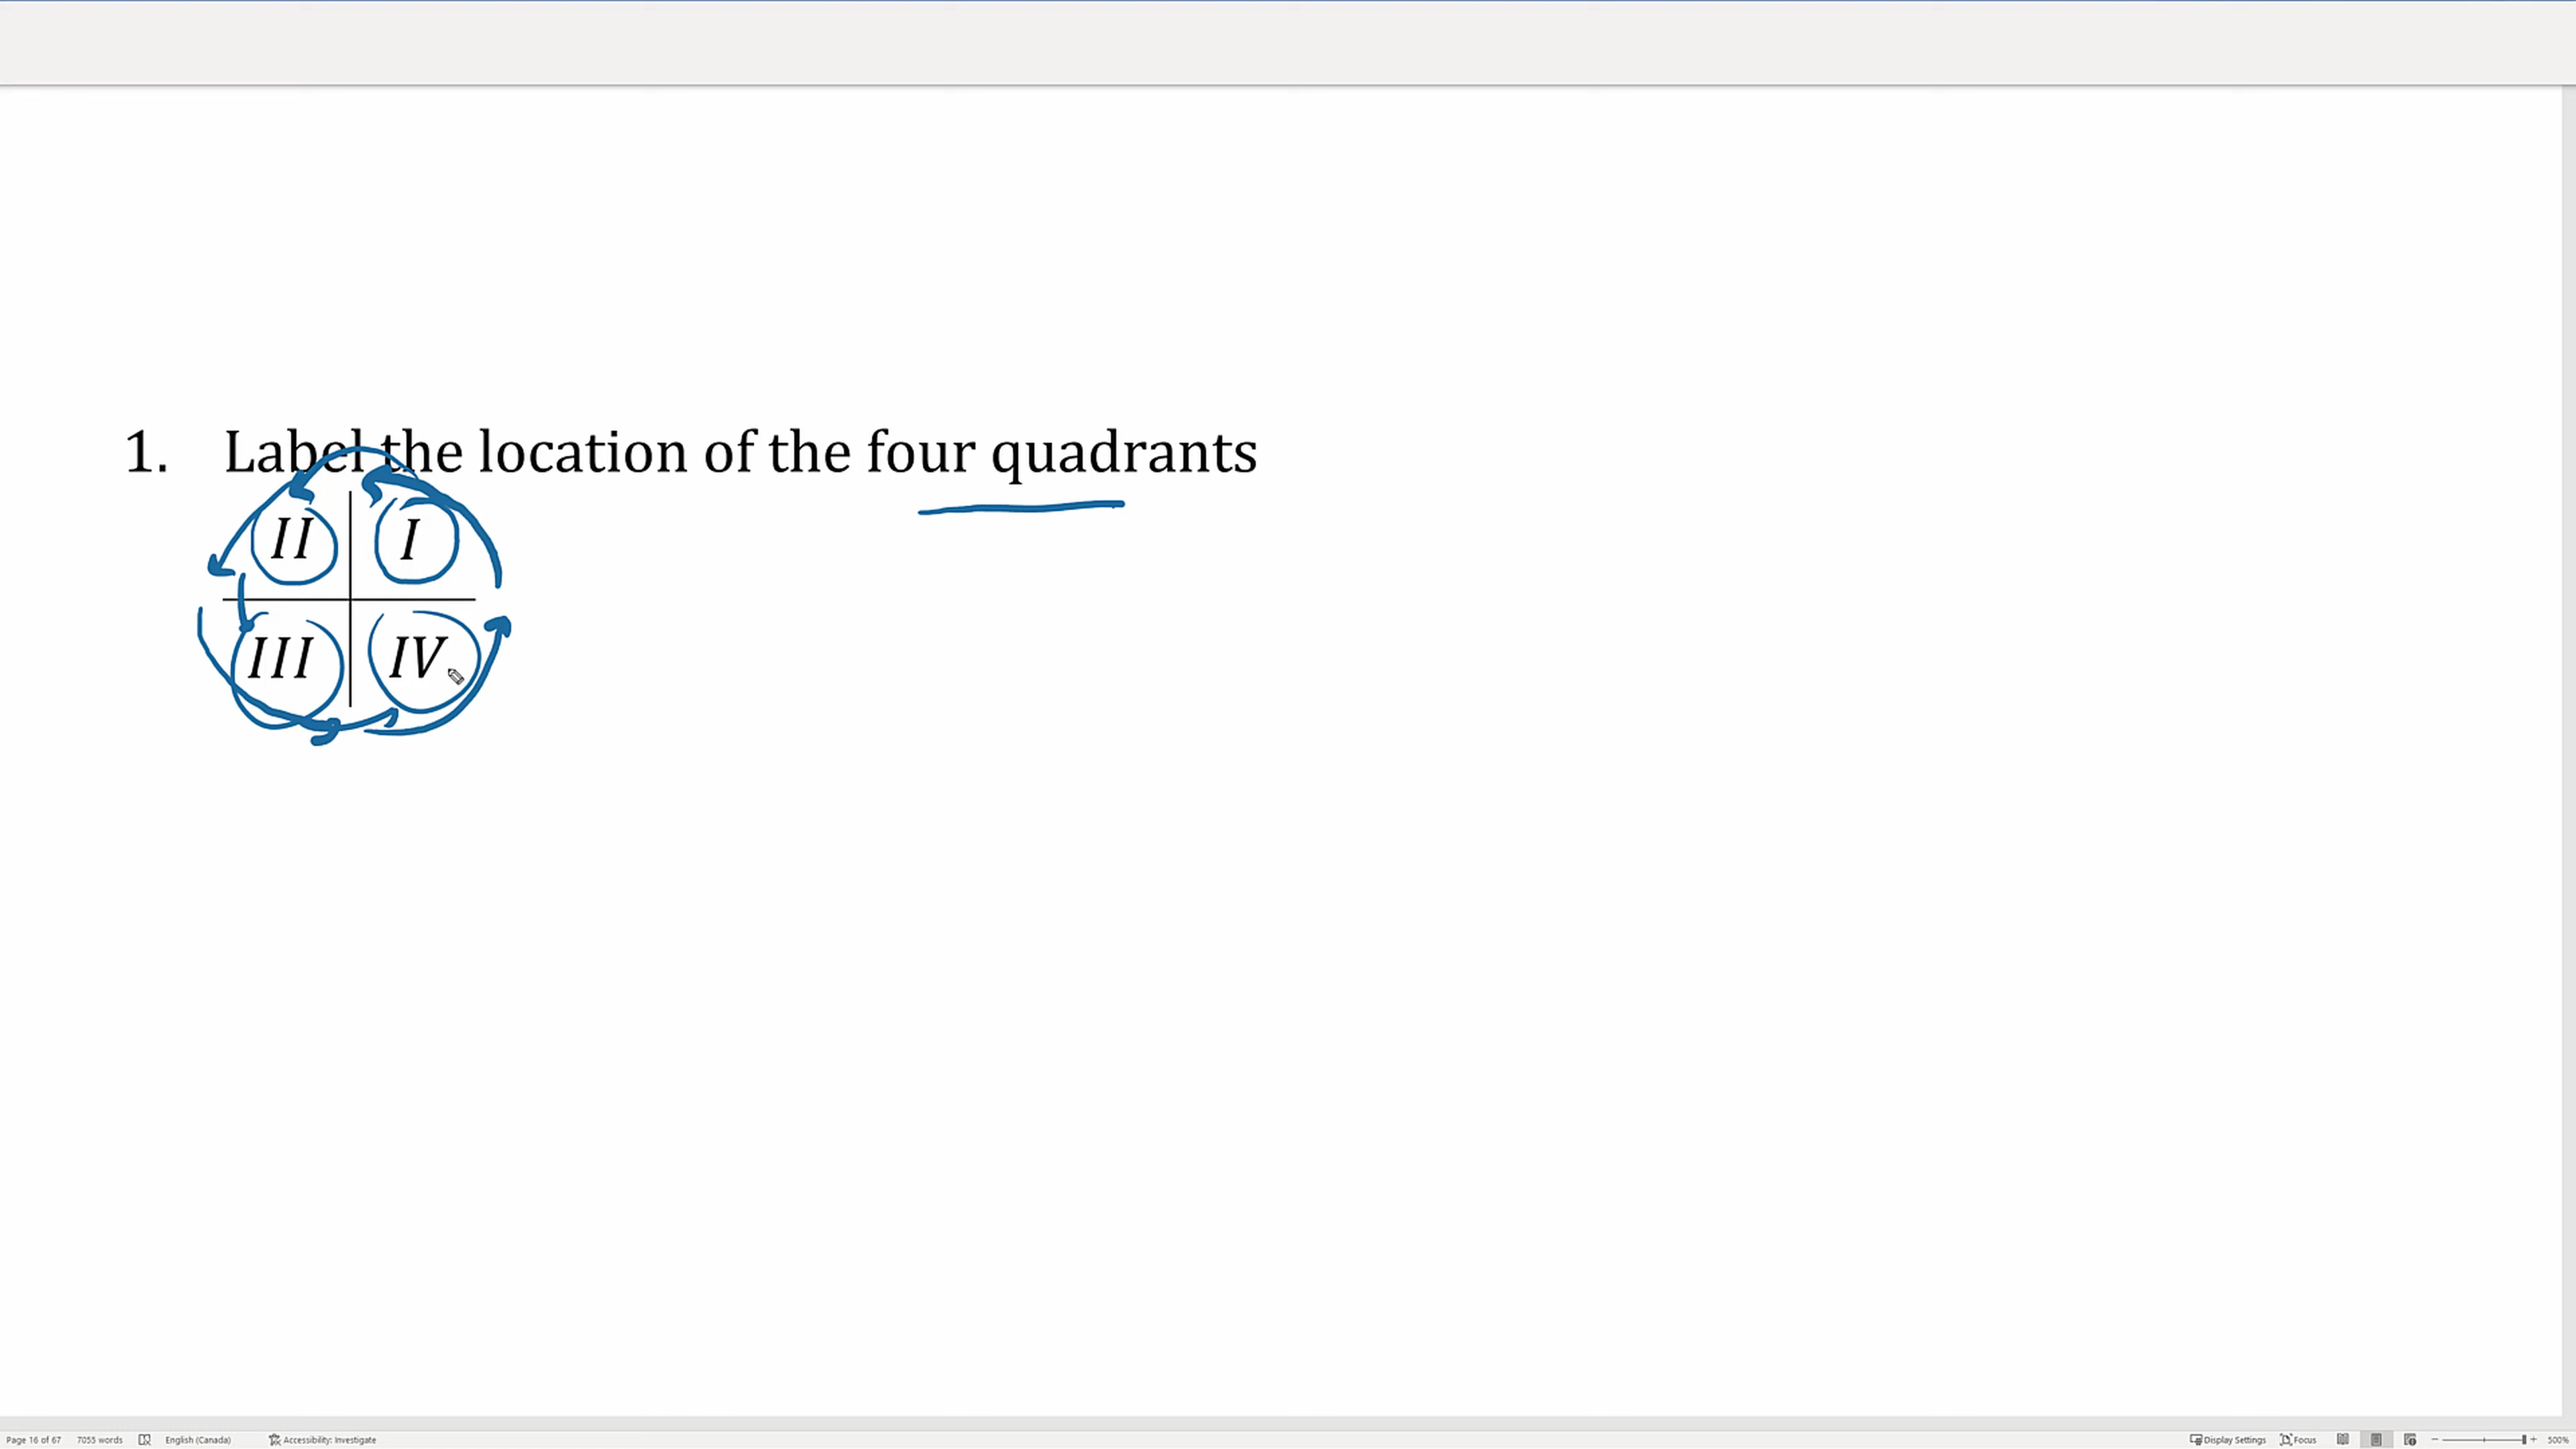 1. Label the location of the four quadrants
II I
III IV
Page 16 of 67 7055 words English (Canada) Accessibility: Investigate Display Settings Focus 500%